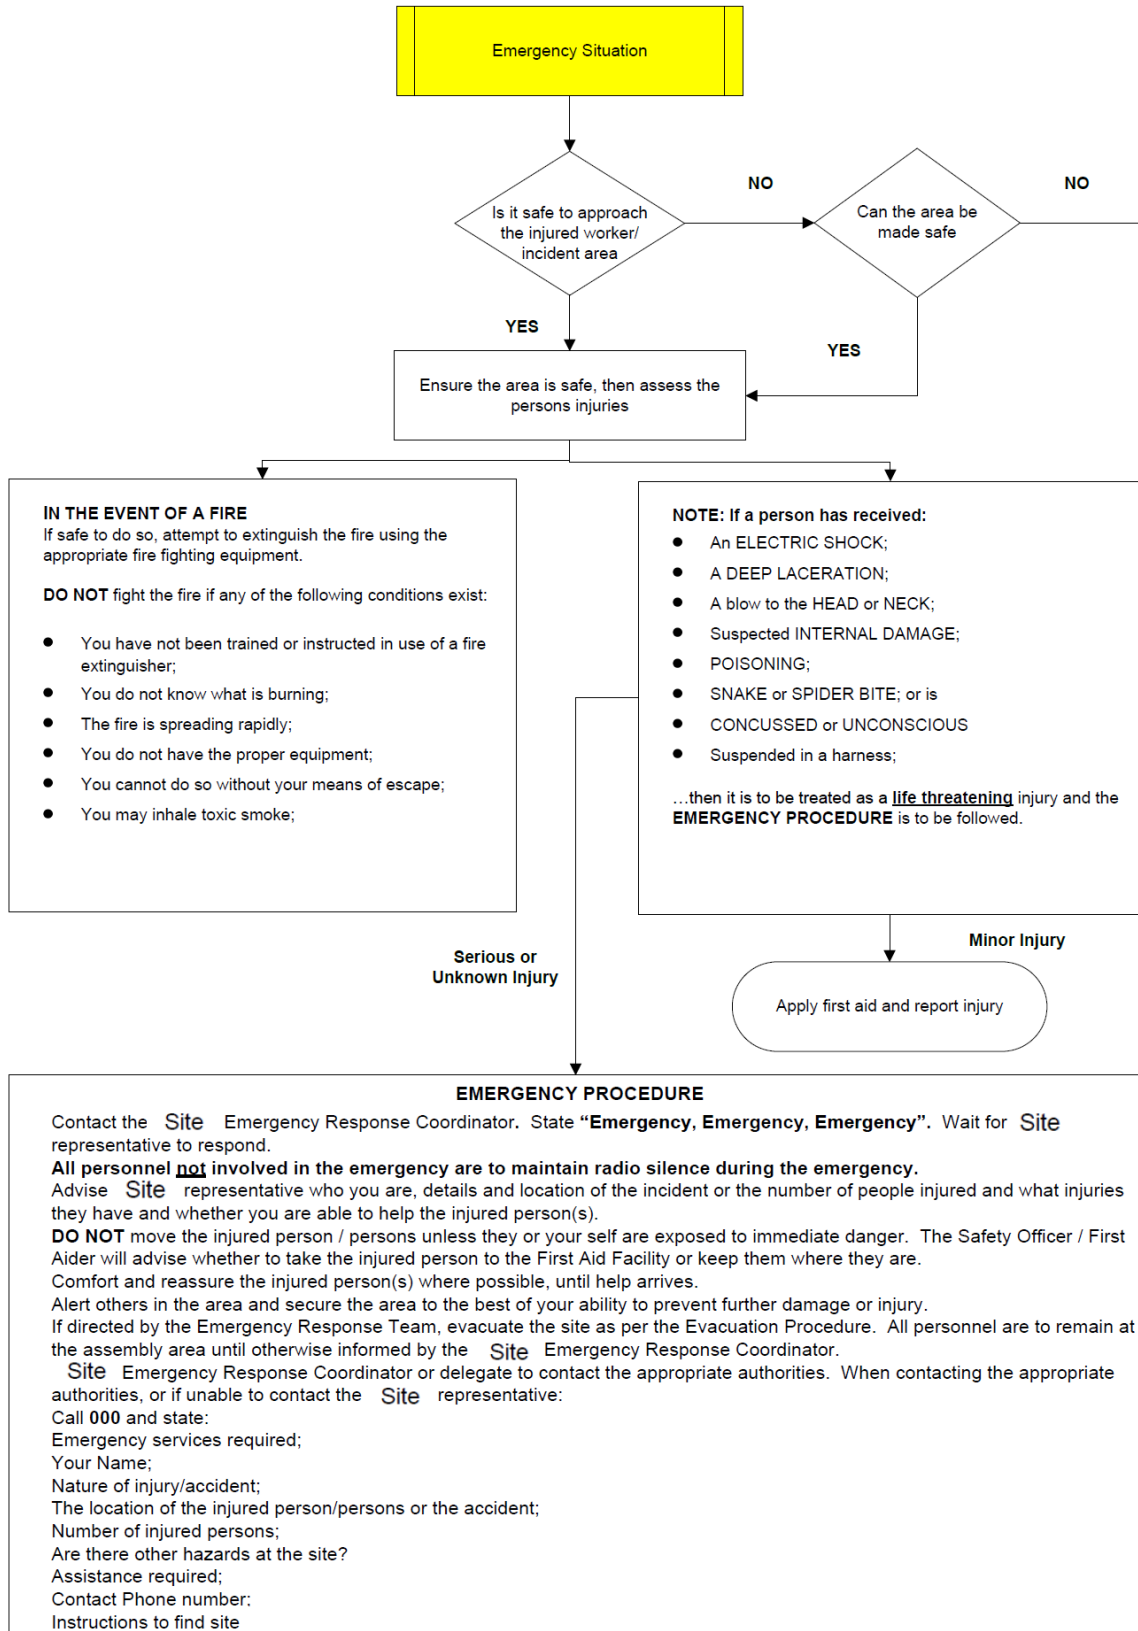 Emergency Situation
Is it safe to approach
the injured worker/
incident area
NO
Can the area be
made safe
NO
YES
YES
Ensure the area is safe, then assess the
persons injuries
IN THE EVENT OF A FIRE
If safe to do so, attempt to extinguish the fire using the
appropriate fire fighting equipment.
DO NOT fight the fire if any of the following conditions exist:
● You have not been trained or instructed in use of a fire
extinguisher;
● You do not know what is burning;
● The fire is spreading rapidly;
● You do not have the proper equipment;
● You cannot do so without your means of escape;
● You may inhale toxic smoke;
NOTE: If a person has received:
● An ELECTRIC SHOCK;
● A DEEP LACERATION;
● A blow to the HEAD or NECK;
● Suspected INTERNAL DAMAGE;
● POISONING;
● SNAKE or SPIDER BITE; or is
● CONCUSSED or UNCONSCIOUS
● Suspended in a harness;
…then it is to be treated as a life threatening injury and the
EMERGENCY PROCEDURE is to be followed.
Serious or
Unknown Injury
Minor Injury
Apply first aid and report injury
EMERGENCY PROCEDURE
Contact the Site Emergency Response Coordinator. State “Emergency, Emergency, Emergency”. Wait for Site
representative to respond.
All personnel not involved in the emergency are to maintain radio silence during the emergency.
Advise Site representative who you are, details and location of the incident or the number of people injured and what injuries
they have and whether you are able to help the injured person(s).
DO NOT move the injured person / persons unless they or your self are exposed to immediate danger. The Safety Officer / First
Aider will advise whether to take the injured person to the First Aid Facility or keep them where they are.
Comfort and reassure the injured person(s) where possible, until help arrives.
Alert others in the area and secure the area to the best of your ability to prevent further damage or injury.
If directed by the Emergency Response Team, evacuate the site as per the Evacuation Procedure. All personnel are to remain at
the assembly area until otherwise informed by the Site Emergency Response Coordinator.
Site Emergency Response Coordinator or delegate to contact the appropriate authorities. When contacting the appropriate
authorities, or if unable to contact the Site representative:
Call 000 and state:
Emergency services required;
Your Name;
Nature of injury/accident;
The location of the injured person/persons or the accident;
Number of injured persons;
Are there other hazards at the site?
Assistance required;
Contact Phone number:
Instructions to find site